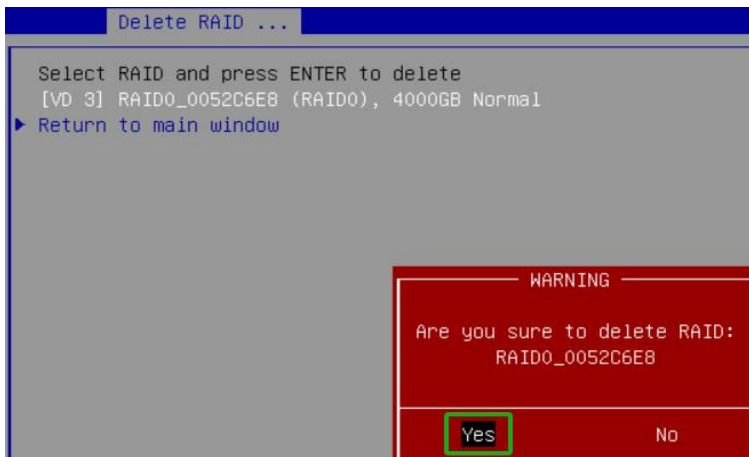 Delete RAID ...
Select RAID and press ENTER to delete
[VD 3] RAID0_0052C6E8 (RAID0), 4000GB Normal
Return to main window
WARNING
Are you sure to delete RAID:
RAID0_0052C6E8
Yes No